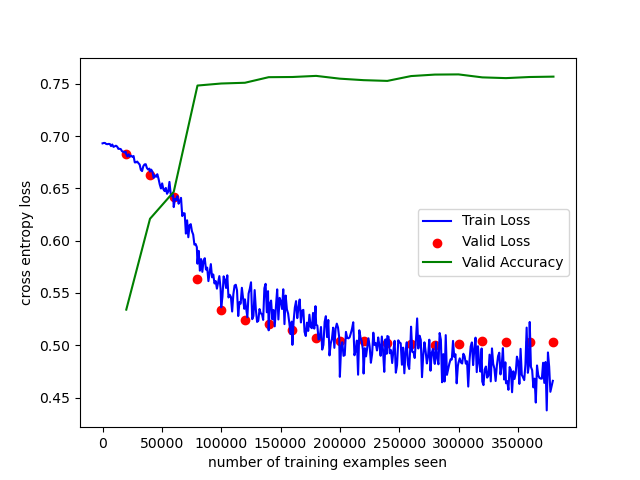 0.75
0.70
0.65
0.60
0.55
0.50
0.45
cross entropy loss
Train Loss
Valid Loss
Valid Accuracy
0 50000 100000 150000 200000 250000 300000 350000
number of training examples seen